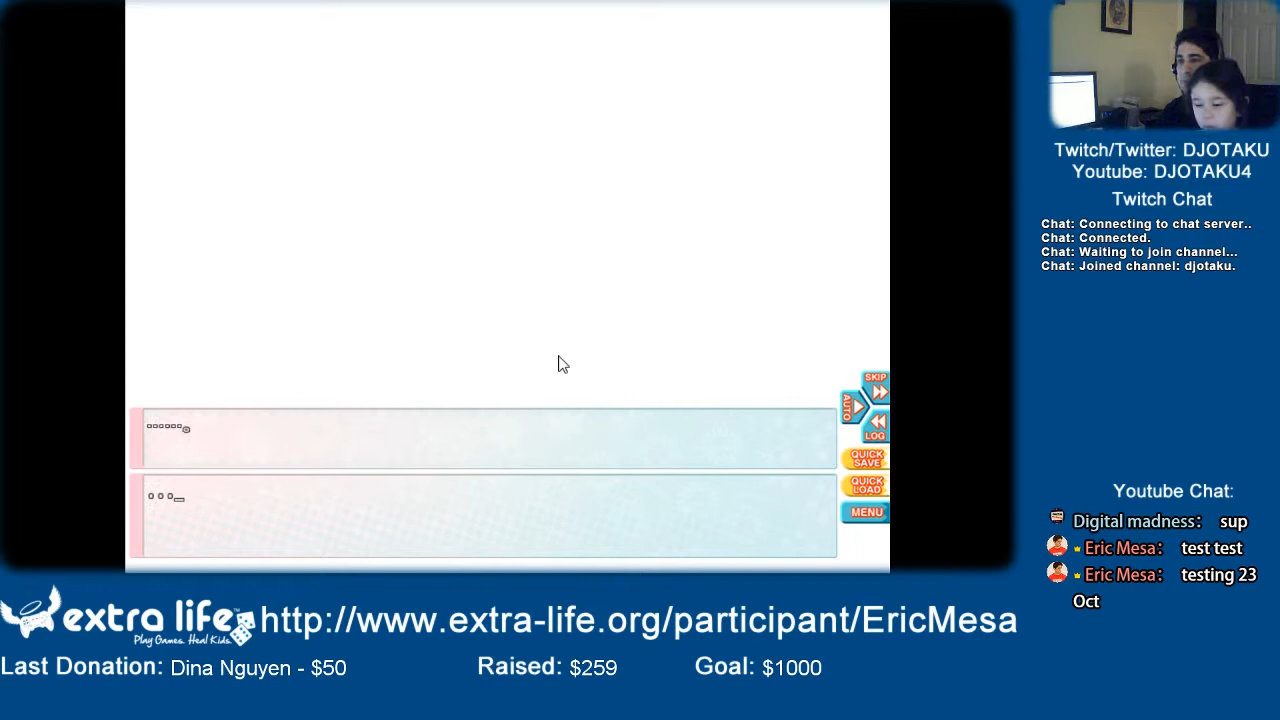 SKIP
AUTO
LOG
QUICK SAVE
QUICK LOAD
MENU
Twitch/Twitter: DJOTAKU
Youtube: DJOTAKU4
Twitch Chat
Chat: Connecting to chat server..
Chat: Connected.
Chat: Waiting to join channel...
Chat: Joined channel: djotaku.
Youtube Chat:
Digital madness: sup
Eric Mesa: test test
Eric Mesa: testing 23
Oct
extra life
Play Games. Heal Kids.
http://www.extra-life.org/participant/EricMesa
Last Donation: Dina Nguyen - $50 Raised: $259 Goal: $1000